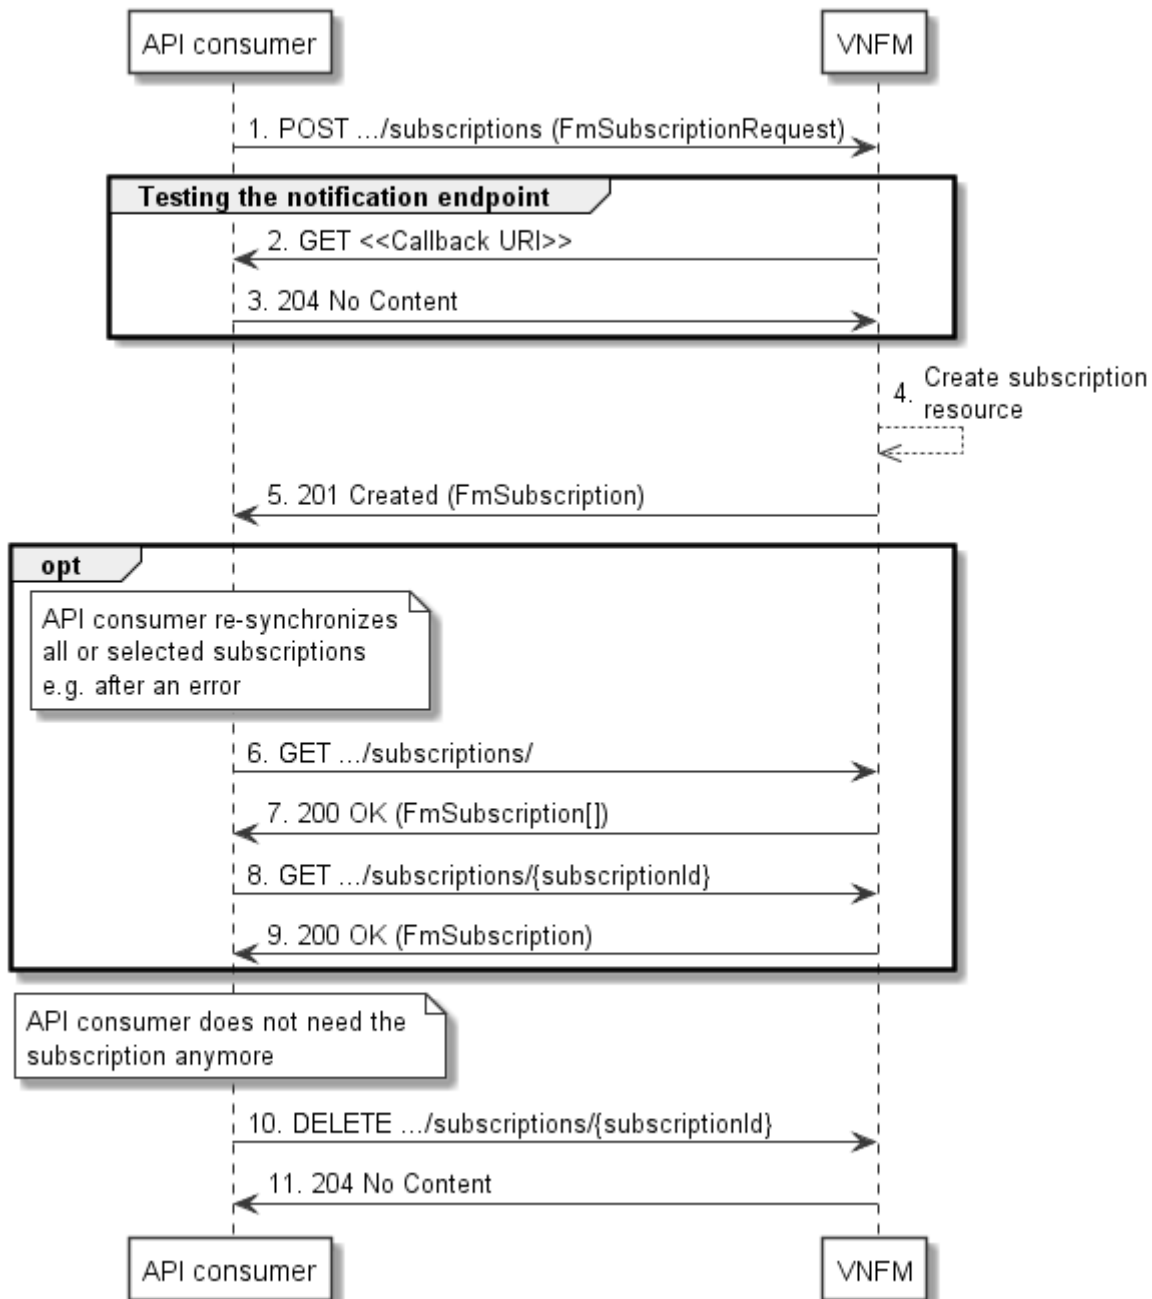 API consumer
VNFM
1. POST .../subscriptions (FmSubscriptionRequest)
Testing the notification endpoint
2. GET <<Callback URI>>
3. 204 No Content
4. Create subscription
resource
5. 201 Created (FmSubscription)
opt
API consumer re-synchronizes
all or selected subscriptions
e.g. after an error
6. GET .../subscriptions/
7. 200 OK (FmSubscription[])
8. GET .../subscriptions/{subscriptionId}
9. 200 OK (FmSubscription)
API consumer does not need the
subscription anymore
10. DELETE .../subscriptions/{subscriptionId}
11. 204 No Content
API consumer
VNFM